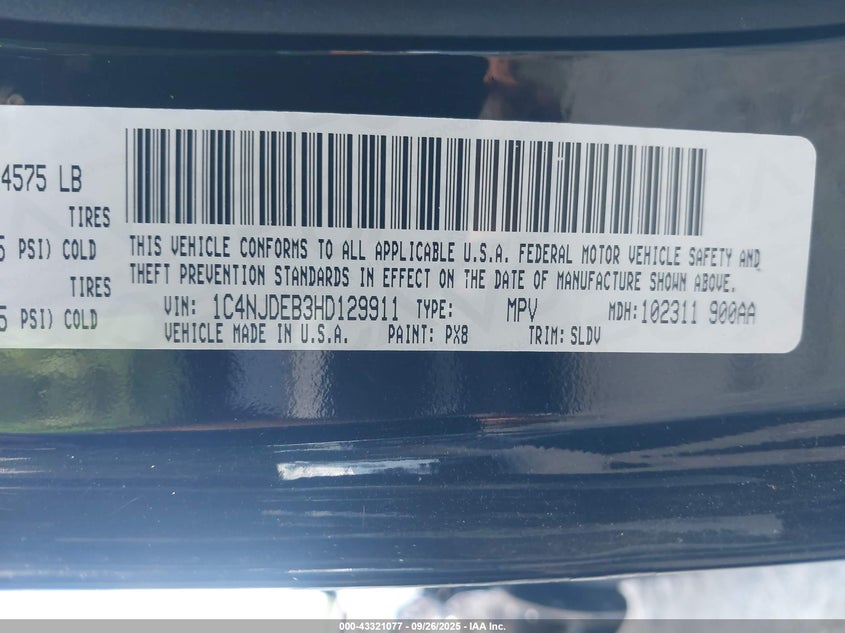 4575 LB
TIRES
5 PSI) COLD
TIRES
5 PSI) COLD
THIS VEHICLE CONFORMS TO ALL APPLICABLE U.S.A. FEDERAL MOTOR VEHICLE SAFETY AND
THEFT PREVENTION STANDARDS IN EFFECT ON THE DATE OF MANUFACTURE SHOWN ABOVE.
VIN: 1C4NJDEB3HD129911 TYPE: MPV MDH:102311 900AA
VEHICLE MADE IN U.S.A. PAINT: PX8 TRIM: SLDV
000-43321077 - 09/26/2025 - IAA Inc.